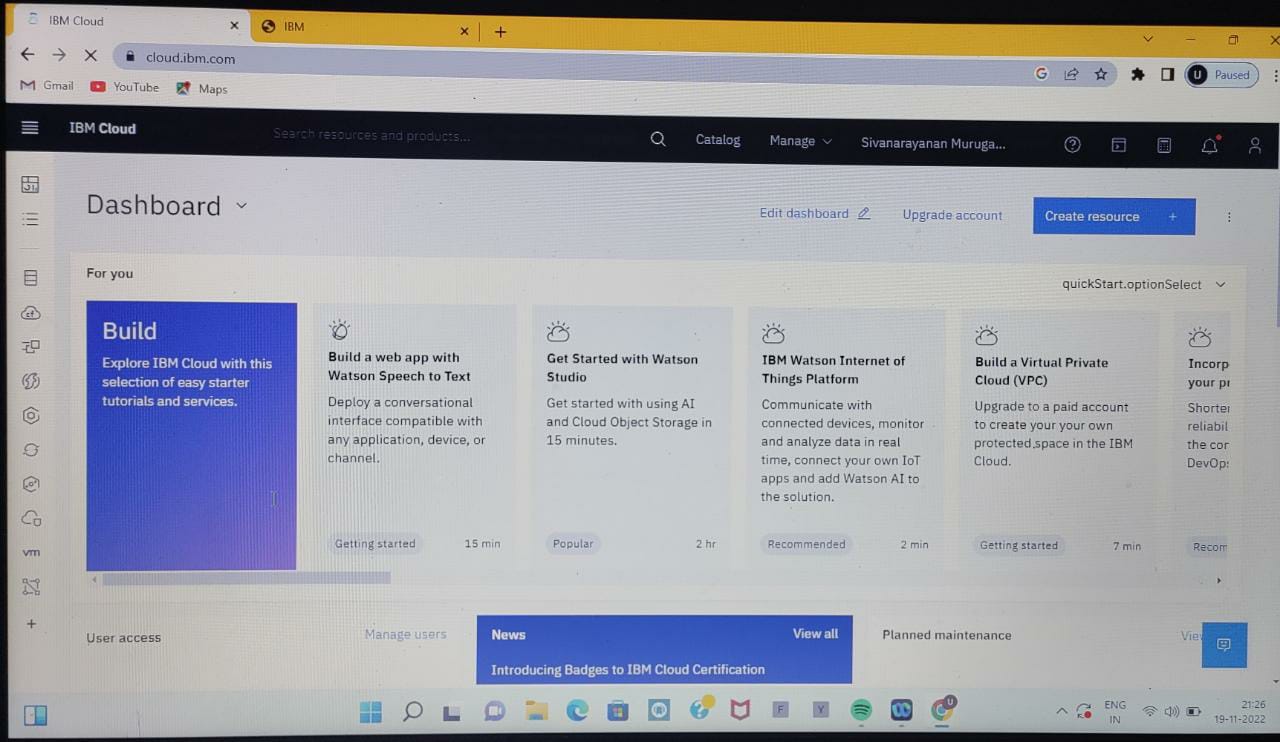 IBM Cloud
IBM
cloud.ibm.com
U Paused
Gmail YouTube Maps
IBM Cloud
Search resources and products...
Catalog Manage Sivanarayanan Muruga...
Dashboard
Edit dashboard
Upgrade account
Create resource +
For you
quickStart.optionSelect
Build
Explore IBM Cloud with this
selection of easy starter
tutorials and services.
Build a web app with
Watson Speech to Text
Deploy a conversational
interface compatible with
any application, device, or
channel.
Getting started 15 min
Get Started with Watson
Studio
Get started with using AI
and Cloud Object Storage in
15 minutes.
Popular 2 hr
IBM Watson Internet of
Things Platform
Communicate with
connected devices, monitor
and analyze data in real
time, connect your own IoT
apps and add Watson AI to
the solution.
Recommended 2 min
Build a Virtual Private
Cloud (VPC)
Upgrade to a paid account
to create your your own
protected space in the IBM
Cloud.
Getting started 7 min
Incorp
your pr
Shorter
reliabil
the cor
DevOp
Recom
vm
User access
Manage users
News View all
Introducing Badges to IBM Cloud Certification
Planned maintenance
View
F
Y
U
ENG
IN
21:26
19-11-2022